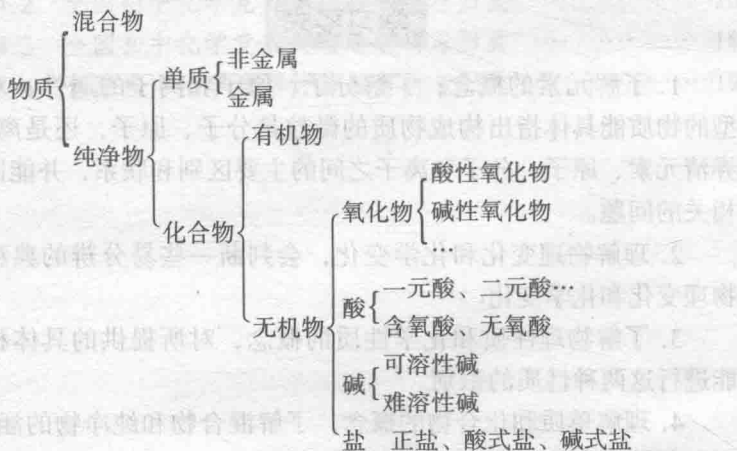 混合物
物质
纯净物
单质
非金属
金属
化合物
有机物
无机物
氧化物
酸性氧化物
碱性氧化物
…
酸
一元酸、二元酸…
含氧酸、无氧酸
碱
可溶性碱
难溶性碱
盐 正盐、酸式盐、碱式盐